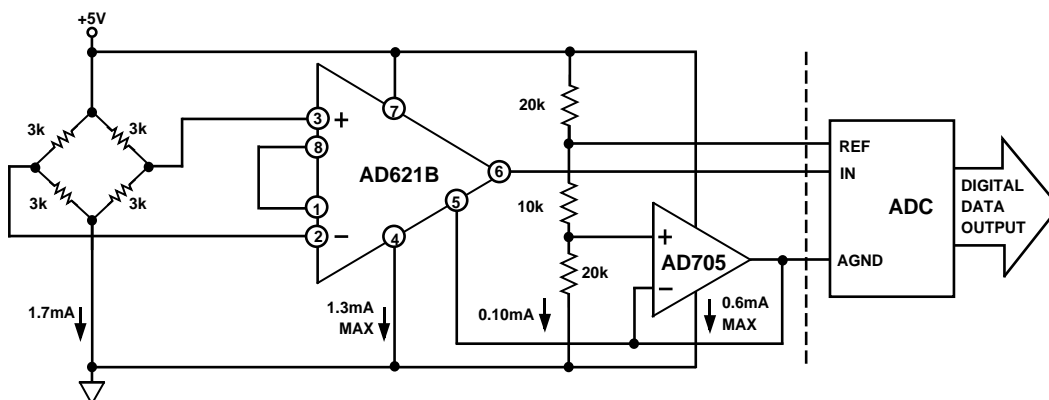 +5V
3k
3k
3k
3k
1.7mA
3
8
1
2
+
−
7
AD621B
6
5
4
1.3mA
MAX
20k
10k
20k
0.10mA
+
−
AD705
0.6mA
MAX
REF
IN
AGND
ADC
DIGITAL
DATA
OUTPUT